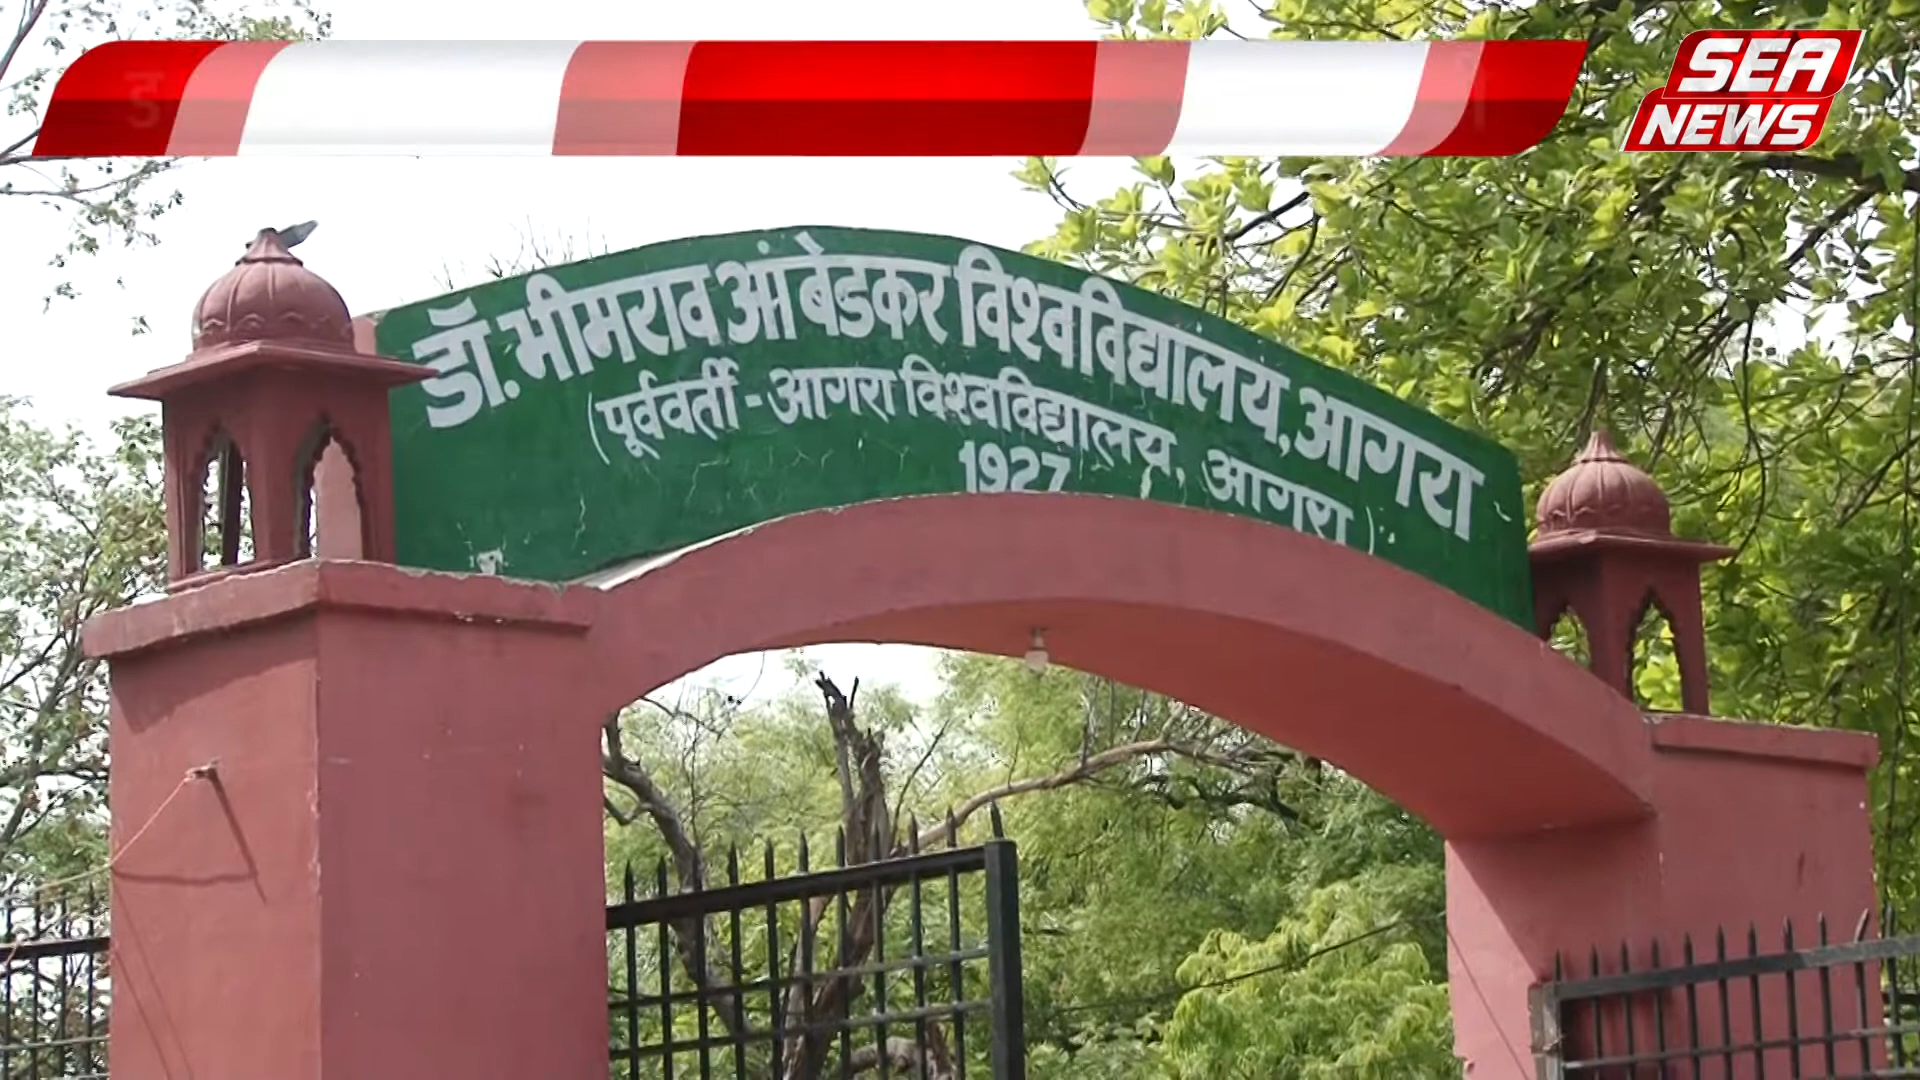 SEA
NEWS
डॉ. भीमराव आंबेडकर विश्वविद्यालय, आगरा
(पूर्ववर्ती - आगरा विश्वविद्यालय, आगरा)
1927